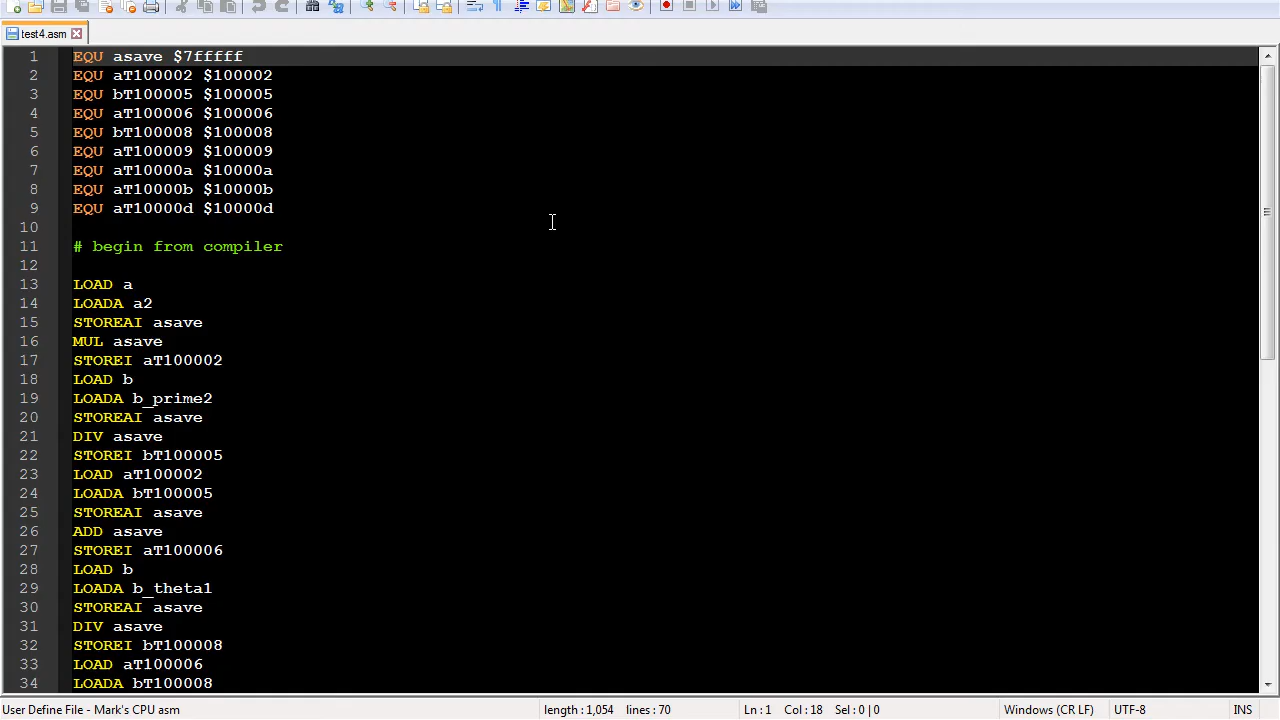 test4.asm
1 EQU asave $7fffff
2 EQU aT100002 $100002
3 EQU bT100005 $100005
4 EQU aT100006 $100006
5 EQU bT100008 $100008
6 EQU aT100009 $100009
7 EQU aT10000a $10000a
8 EQU aT10000b $10000b
9 EQU aT10000d $10000d
10
11 # begin from compiler
12
13 LOAD a
14 LOADA a2
15 STOREAI asave
16 MUL asave
17 STOREI aT100002
18 LOAD b
19 LOADA b_prime2
20 STOREAI asave
21 DIV asave
22 STOREI bT100005
23 LOAD aT100002
24 LOADA bT100005
25 STOREAI asave
26 ADD asave
27 STOREI aT100006
28 LOAD b
29 LOADA b_theta1
30 STOREAI asave
31 DIV asave
32 STOREI bT100008
33 LOAD aT100006
34 LOADA bT100008
User Define File - Mark's CPU asm length : 1,054 lines : 70 Ln : 1 Col : 18 Sel : 0 | 0 Windows (CR LF) UTF-8 INS